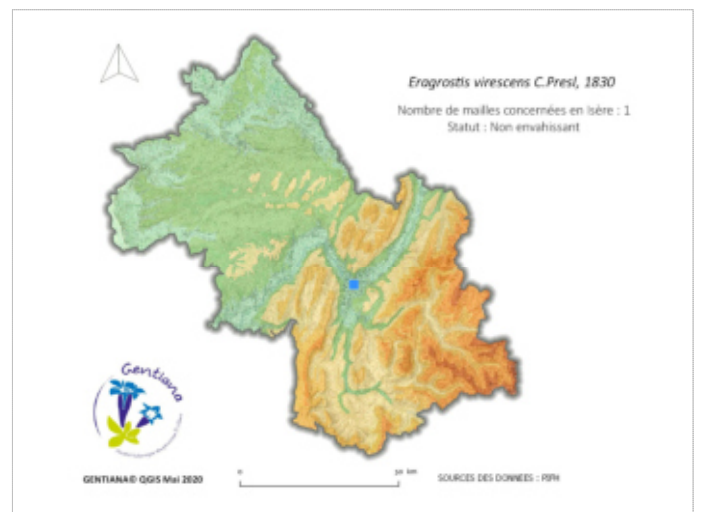 Eragrostis virescens C.Presl, 1830
Nombre de mailles concernées en Isère : 1
Statut : Non envahissant
Gentiana
GENTIANA© QGIS Mai 2020
0
50 km
SOURCES DES DONNEES : PIFH